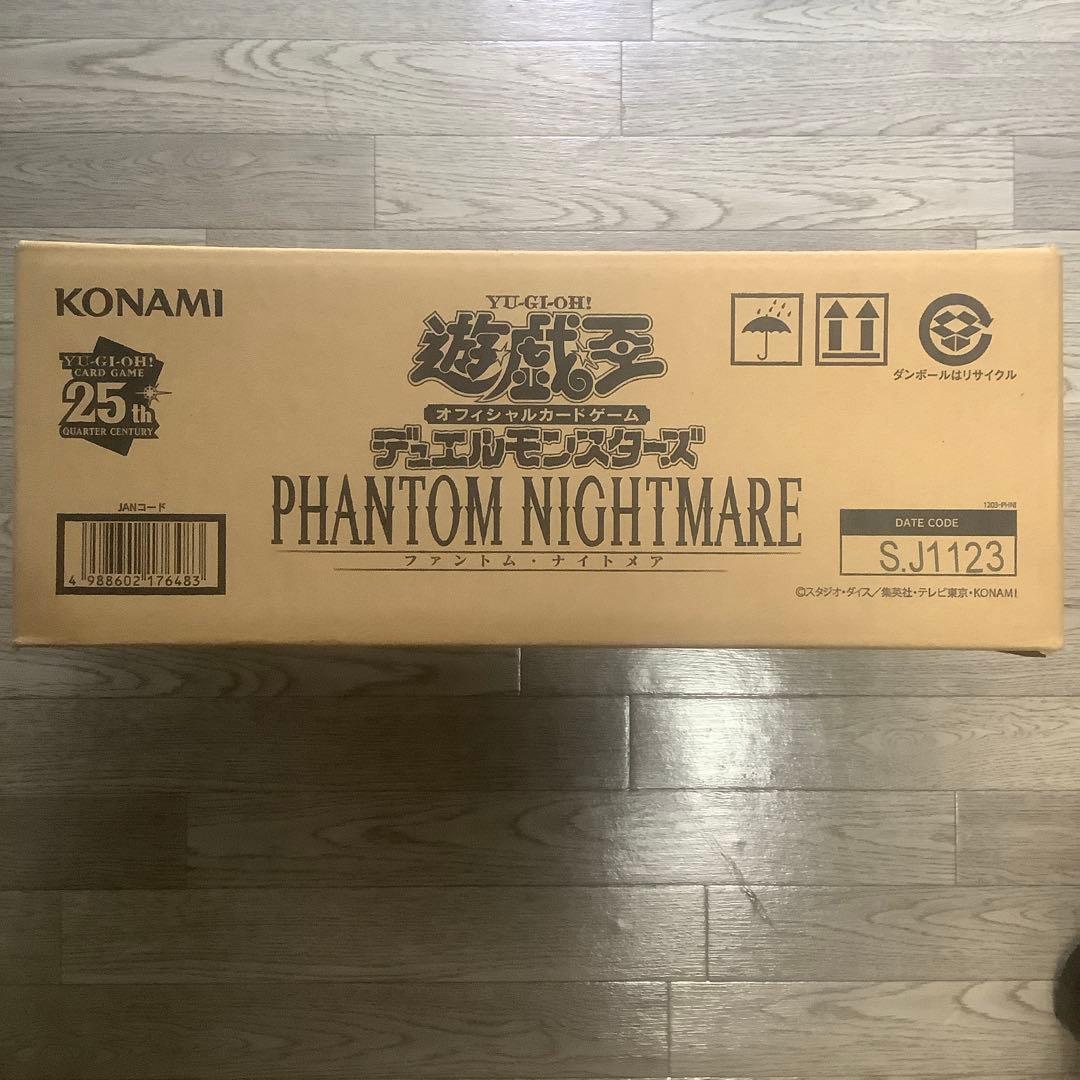 KONAMI
YU-GI-OH!
CARD GAME
25th
QUARTER CENTURY
YU-GI-OH!
遊戯王
オフィシャルカードゲーム
デュエルモンスターズ
PHANTOM NIGHTMARE
ファントム・ナイトメア
ダンボールはリサイクル
JANコード
4 988602 176483
1203-PHNI
DATE CODE
S.J1123
©スタジオ・ダイス／集英社・テレビ東京・KONAMI